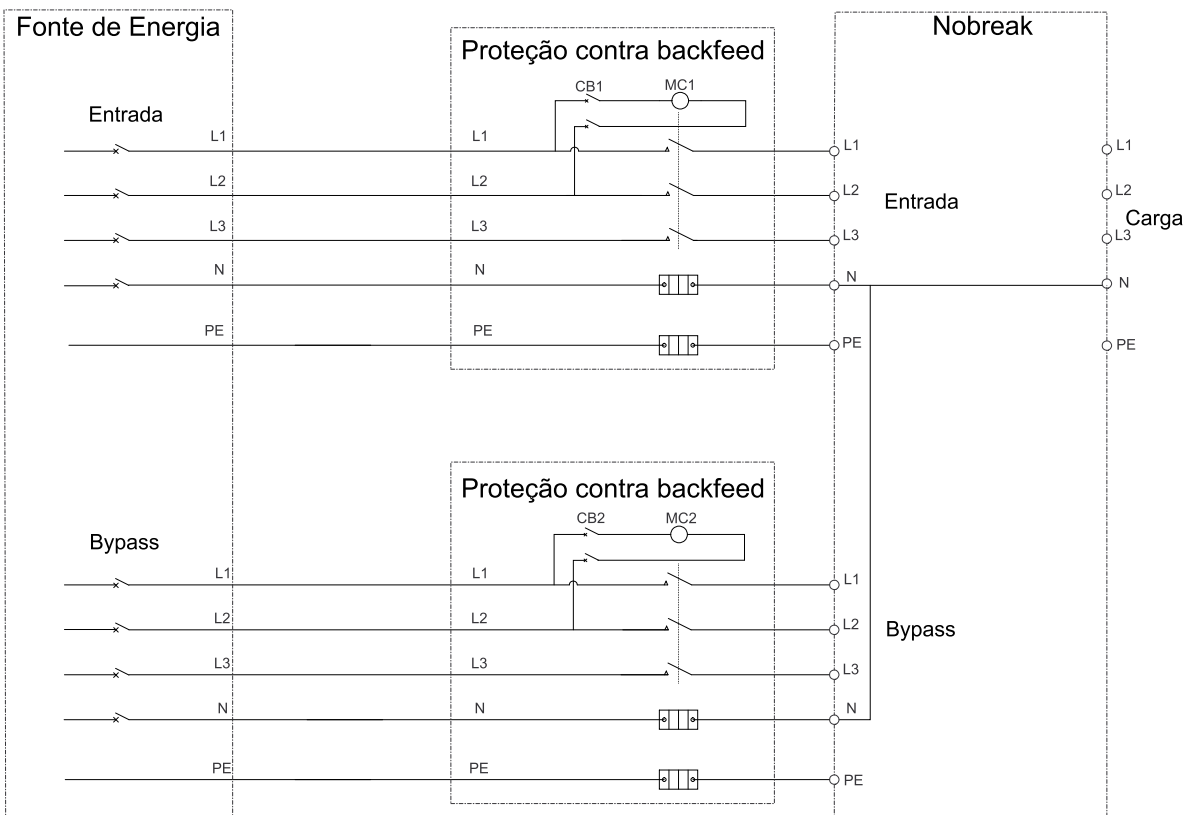 Fonte de Energia
Nobreak
Proteção contra backfeed
CB1
MC1
Entrada
L1
L1
L1
L1
L2
L2
L2
L2
Entrada
Carga
L3
L3
L3
L3
N
N
N
N
PE
PE
PE
PE
Proteção contra backfeed
CB2
MC2
Bypass
L1
L1
L1
L2
L2
L2
Bypass
L3
L3
L3
N
N
N
PE
PE
PE